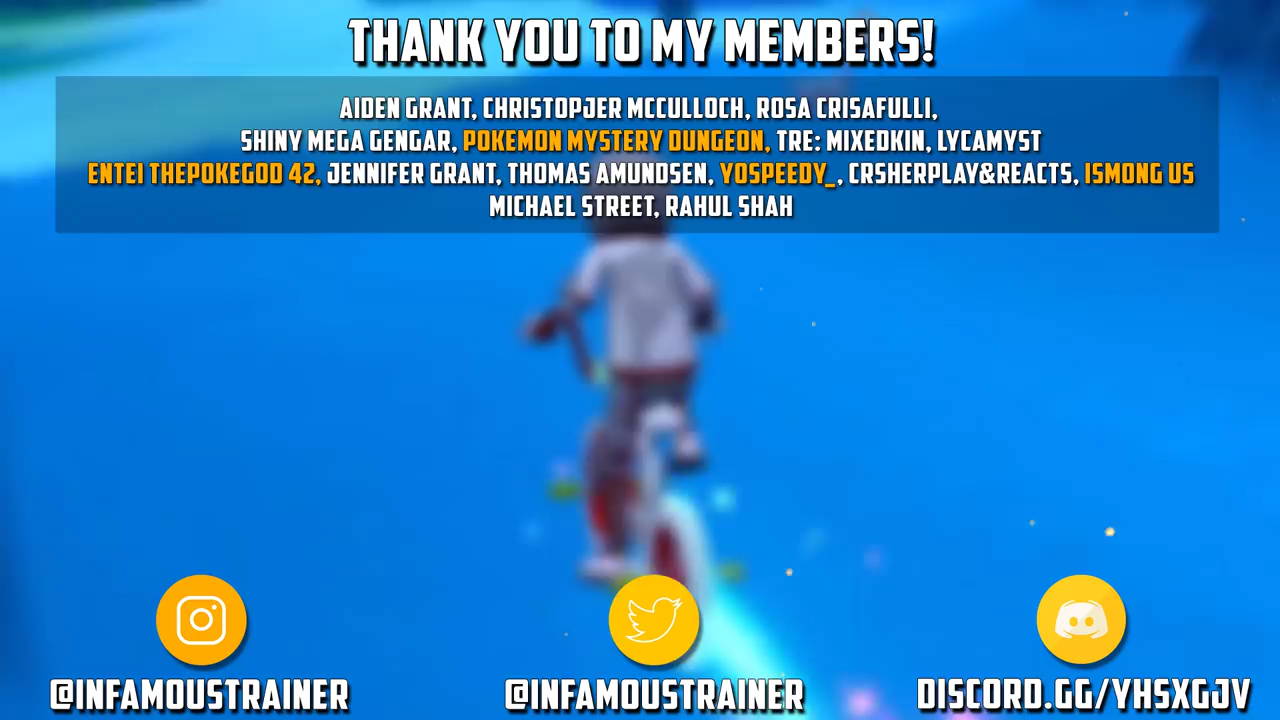 THANK YOU TO MY MEMBERS!
AIDEN GRANT, CHRISTOPJER MCCULLOCH, ROSA CRISAFULLI,
SHINY MEGA GENGAR, POKEMON MYSTERY DUNGEON, TRE: MIXEDKIN, LYCAMYST
ENTEI THEPOKEGOD 42, JENNIFER GRANT, THOMAS AMUNDSEN, YOSPEEDY_, CRSHERPLAY&REACTS, ISMONG US
MICHAEL STREET, RAHUL SHAH
@INFAMOUSTRAINER
@INFAMOUSTRAINER
DISCORD.GG/YHSXGJV